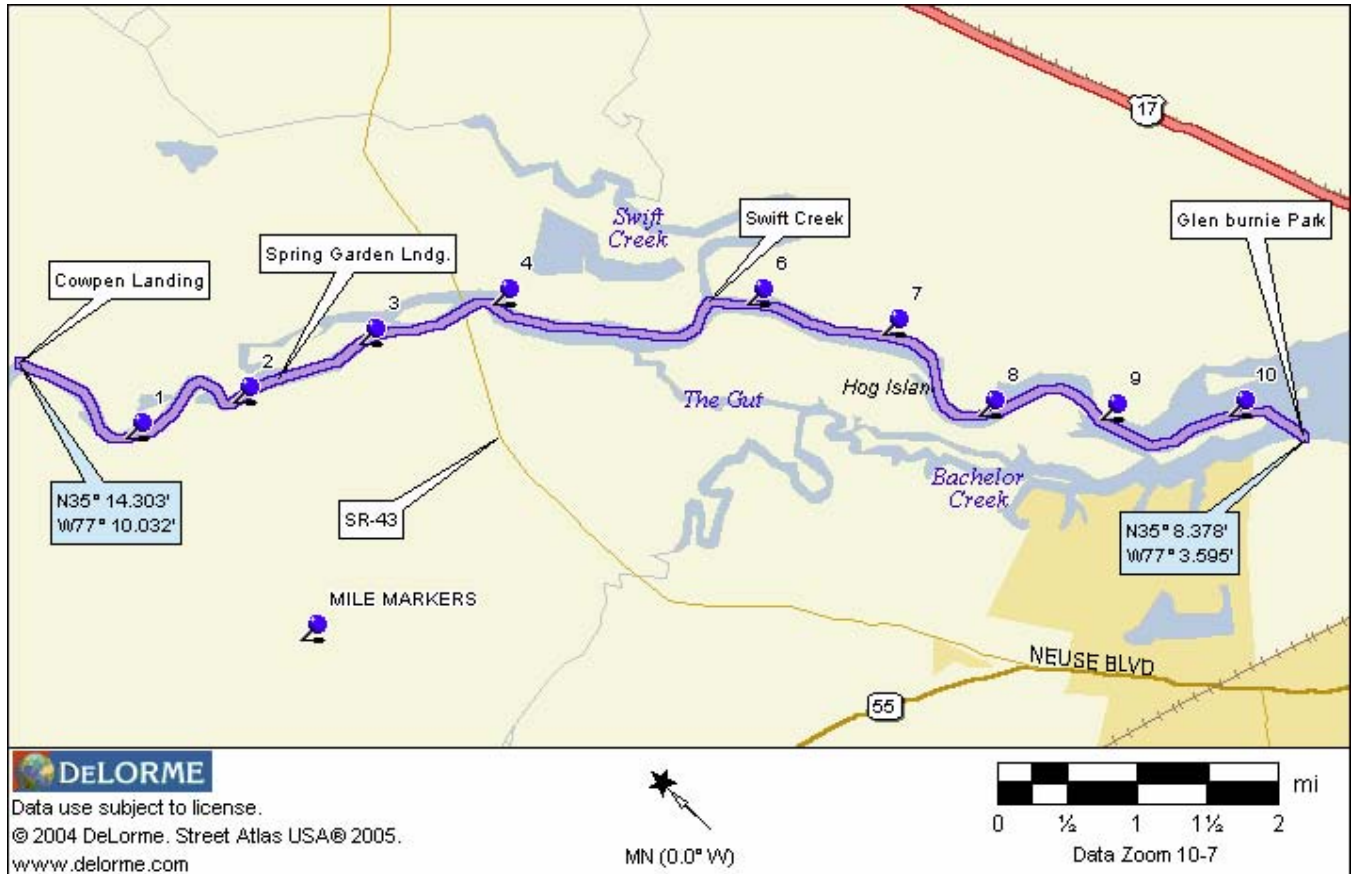 17
Swift
Creek
Swift Creek
Glen burnie Park
Spring Garden Lndg.
Cowpen Landing
4
6
3
7
2
1
The Gut
Hog Islan
8
9
10
Bachelor
Creek
N35° 14.303'
W77° 10.032'
SR-43
N35° 8.378'
W77° 3.595'
MILE MARKERS
NEUSE BLVD
55
DELORME
Data use subject to license.
© 2004 DeLorme. Street Atlas USA® 2005.
www.delorme.com
MN (0.0° W)
mi
0 ½ 1 1½ 2
Data Zoom 10-7